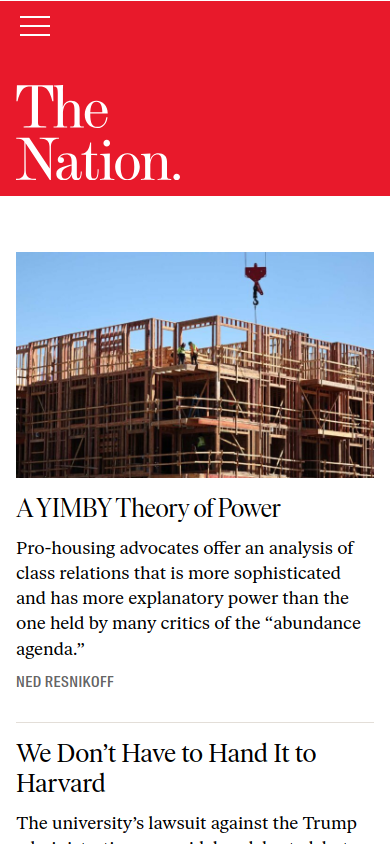 The
Nation.
A YIMBY Theory of Power
Pro-housing advocates offer an analysis of
class relations that is more sophisticated
and has more explanatory power than the
one held by many critics of the “abundance
agenda.”
NED RESNIKOFF
We Don’t Have to Hand It to
Harvard
The university’s lawsuit against the Trump